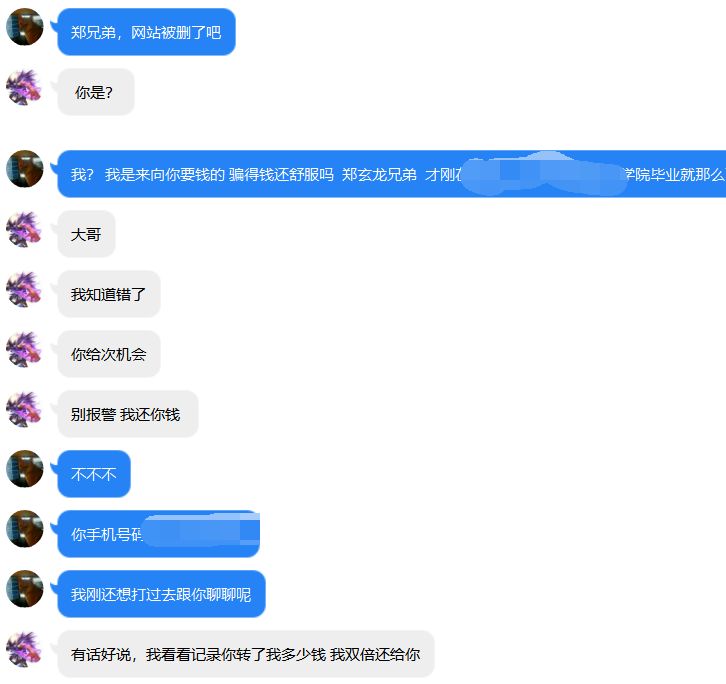 郑兄弟，网站被删了吧
你是？
我？ 我是来向你要钱的 骗得钱还舒服吗 郑玄龙兄弟 才刚在 学院毕业就那么
大哥
我知道错了
你给次机会
别报警 我还你钱
不不不
你手机号码
我刚还想打过去跟你聊聊呢
有话好说，我看看记录你转了我多少钱 我双倍还给你